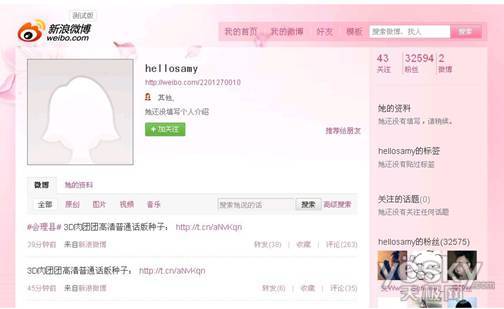 测试版
新浪微博
weibo.com
我的首页 我的微博 好友 模板 搜索微博、找人 搜索
hellosamy
http://weibo.com/2201270010
其他,
她还没填写个人介绍
+加关注
推荐给朋友
43 32594 2
关注 粉丝 微博
她的资料
她还没有填写，请稍候。
hellosamy的标签
她还没有贴过标签
关注的话题(0)
她还没有关注任何话题
hellosamy的粉丝(32575)
微博 她的资料
全部 原创 图片 视频 音乐 搜索她说的话 搜索 高级搜索
#会理县# 3D肉团团高清普通话版种子： http://t.cn/aNvKqn
39分钟前 来自新浪微博 转发(38) | 收藏 | 评论(263)
3D肉团团高清普通话版种子： http://t.cn/aNvKqn
45分钟前 来自新浪微博 转发(6) | 收藏 | 评论(35)
yesky
天极网